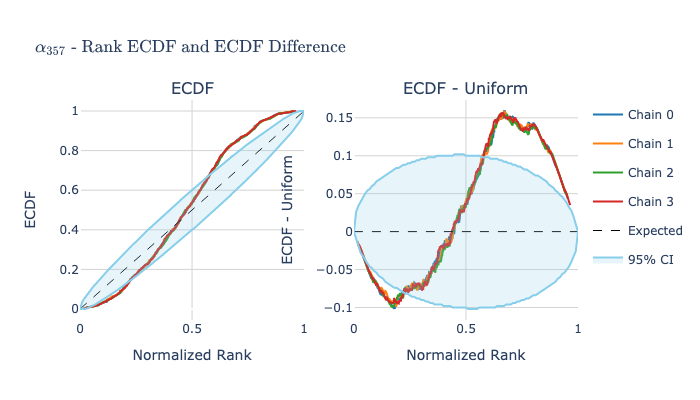 α357 - Rank ECDF and ECDF Difference
ECDF
ECDF - Uniform
ECDF
1
0.8
0.6
0.4
0.2
0
0
0.5
1
Normalized Rank
ECDF - Uniform
0.15
0.1
0.05
0
−0.05
−0.1
0
0.5
1
Normalized Rank
Chain 0
Chain 1
Chain 2
Chain 3
Expected
95% CI